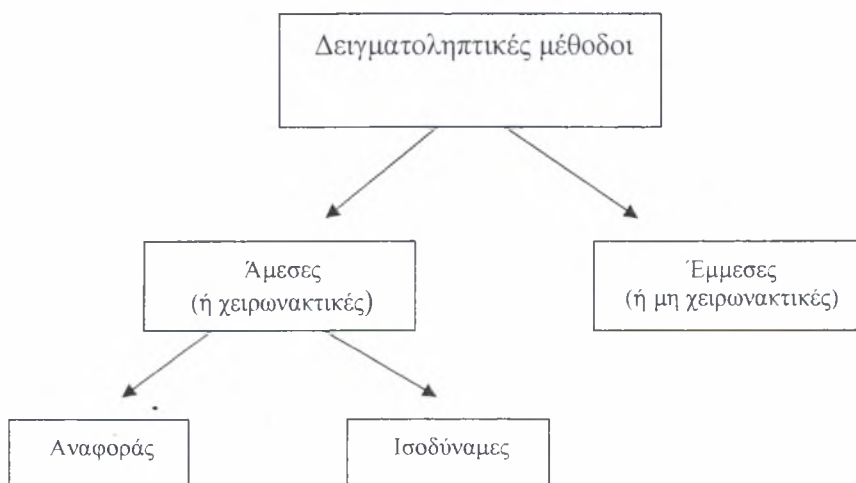 Δειγματοληπτικές μέθοδοι
Άμεσες
(ή χειρωνακτικές)
Έμμεσες
(ή μη χειρωνακτικές)
Αναφοράς
Ισοδύναμες